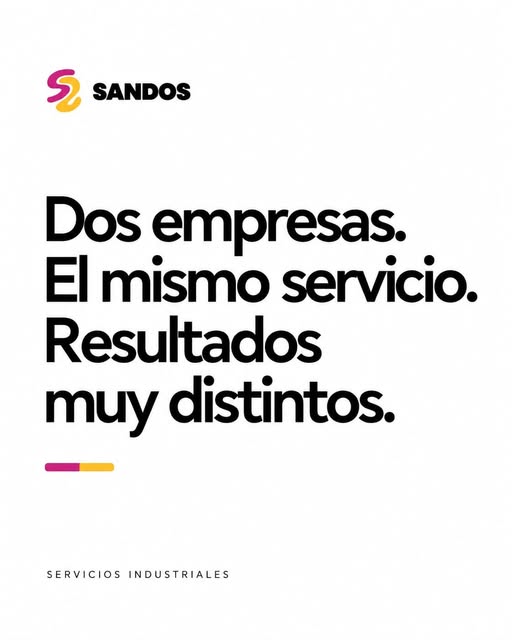 SANDOS
Dos empresas.
El mismo servicio.
Resultados
muy distintos.
SERVICIOS INDUSTRIALES